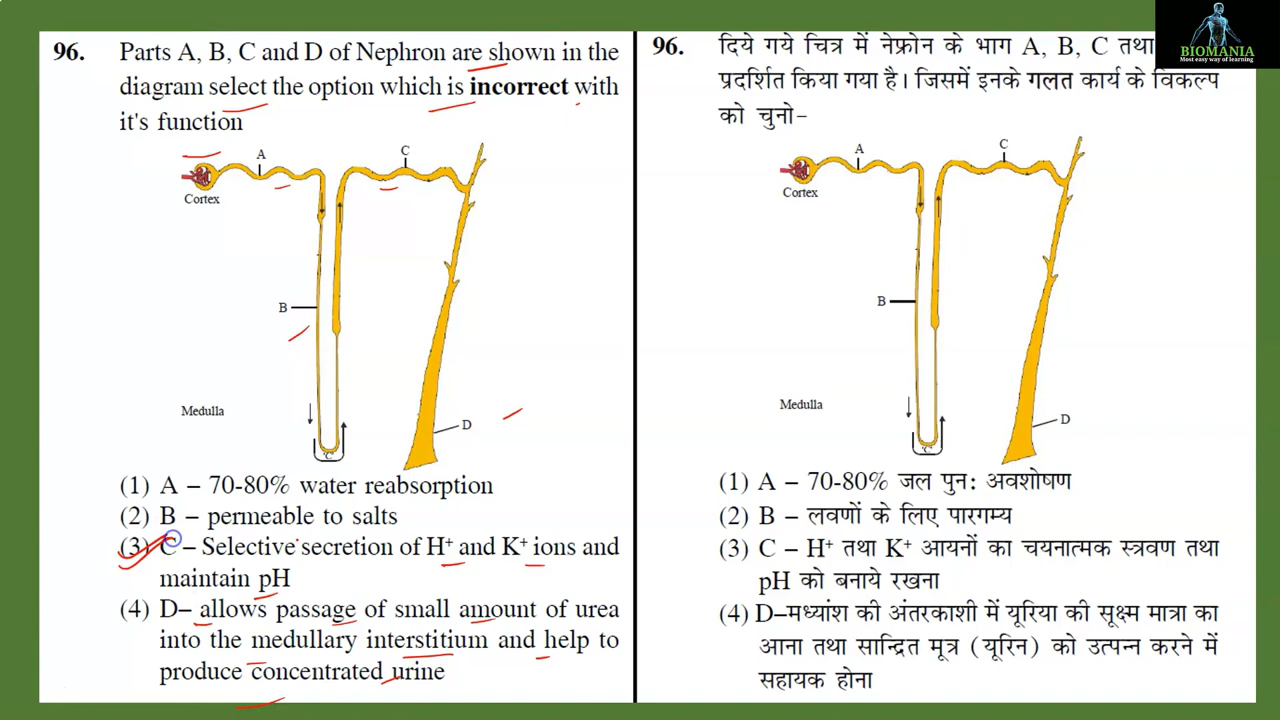 BIOMANIA
Most easy way of learning
96. Parts A, B, C and D of Nephron are shown in the
diagram select the option which is incorrect with
it's function
A
C
Cortex
B
Medulla
D
C
(1) A – 70-80% water reabsorption
(2) B – permeable to salts
(3) C – Selective secretion of H⁺ and K⁺ ions and
maintain pH
(4) D– allows passage of small amount of urea
into the medullary interstitium and help to
produce concentrated urine
96. दिये गये चित्र में नेफ्रोन के भाग A, B, C तथा
प्रदर्शित किया गया है। जिसमें इनके गलत कार्य के विकल्प
को चुनो-
A
C
Cortex
B
Medulla
D
C
(1) A – 70-80% जल पुन: अवशोषण
(2) B – लवणों के लिए पारगम्य
(3) C – H⁺ तथा K⁺ आयनों का चयनात्मक स्त्रवण तथा
pH को बनाये रखना
(4) D–मध्यांश की अंतरकाशी में यूरिया की सूक्ष्म मात्रा का
आना तथा सान्द्रित मूत्र (यूरिन) को उत्पन्न करने में
सहायक होना